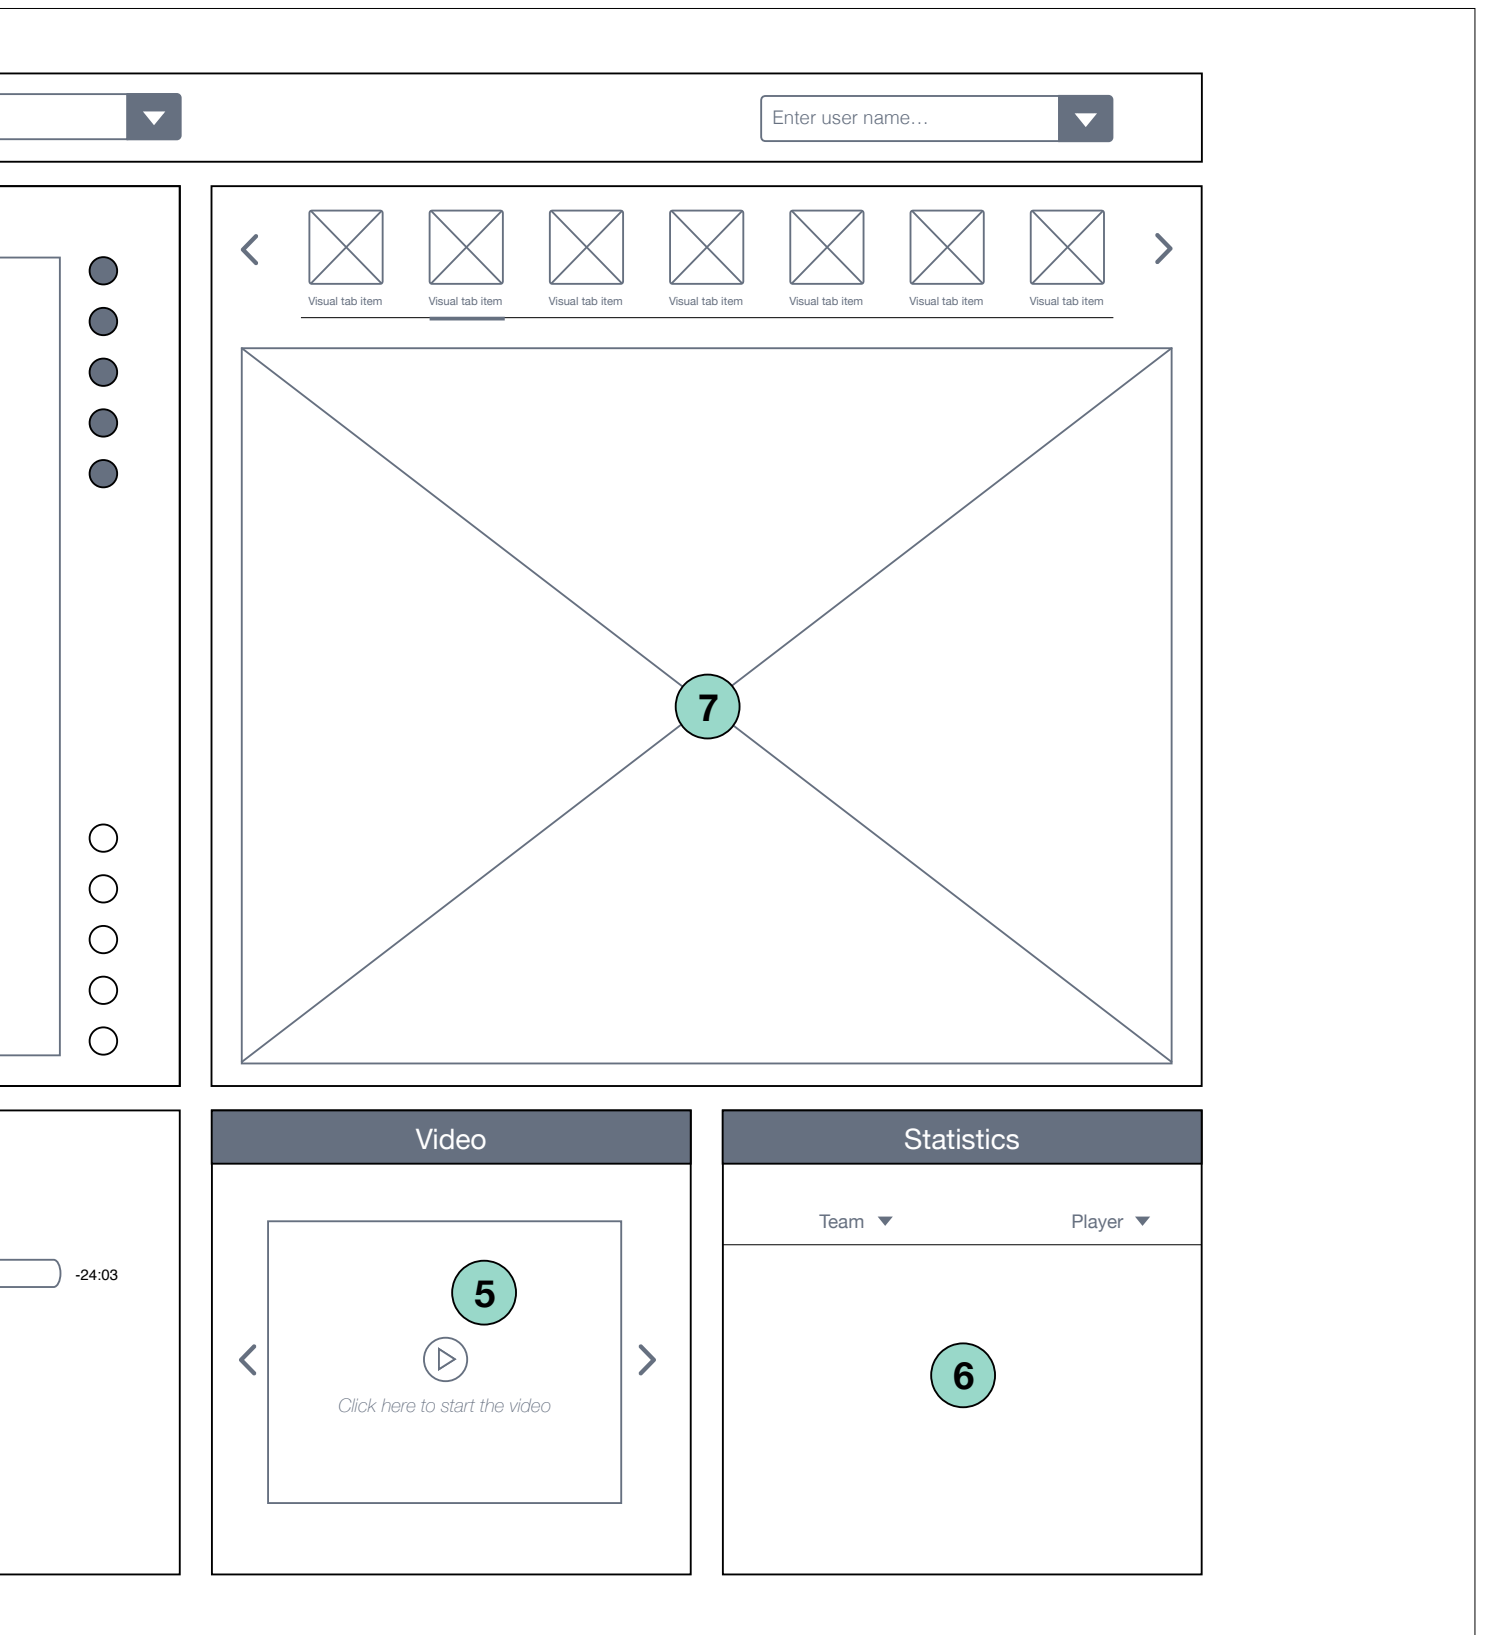 Enter user name…
Visual tab item Visual tab item Visual tab item Visual tab item Visual tab item Visual tab item Visual tab item
7
Video
Statistics
Team Player
-24:03
5
Click here to start the video
6